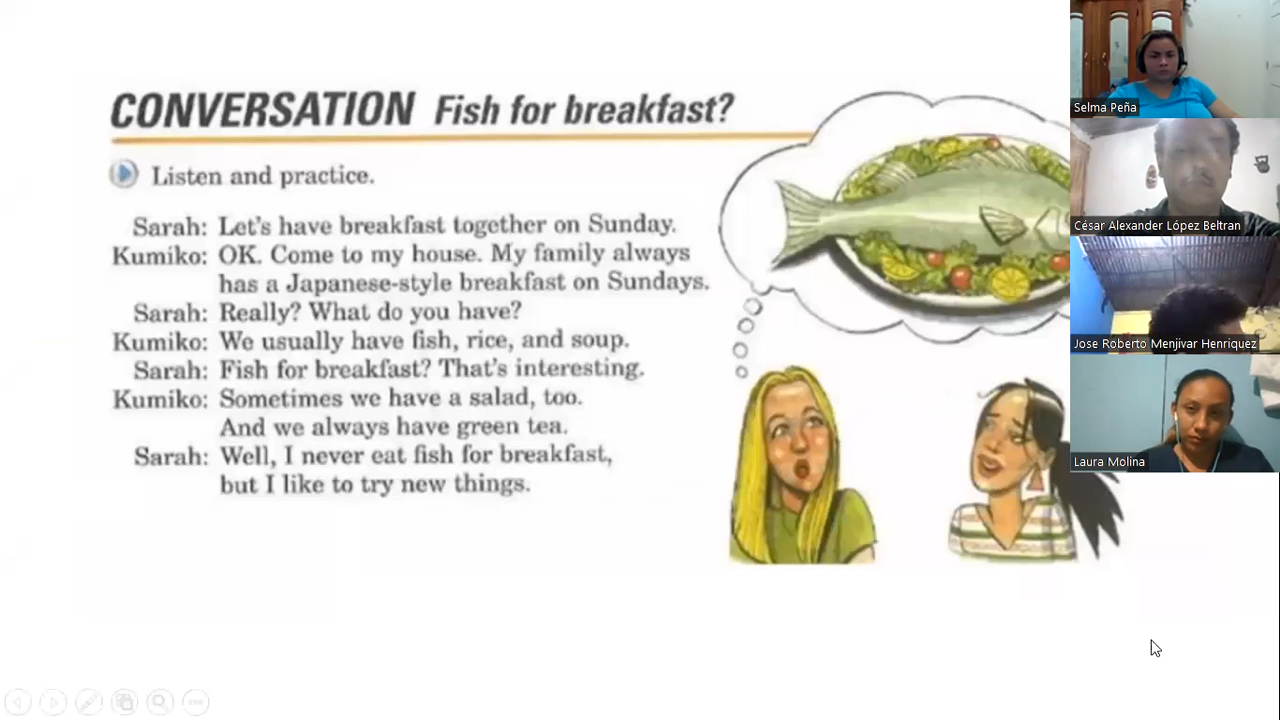 CONVERSATION Fish for breakfast?
Listen and practice.
Sarah: Let's have breakfast together on Sunday.
Kumiko: OK. Come to my house. My family always
has a Japanese-style breakfast on Sundays.
Sarah: Really? What do you have?
Kumiko: We usually have fish, rice, and soup.
Sarah: Fish for breakfast? That's interesting.
Kumiko: Sometimes we have a salad, too.
And we always have green tea.
Sarah: Well, I never eat fish for breakfast,
but I like to try new things.
Selma Peña
César Alexander López Beltran
Jose Roberto Menjivar Henriquez
Laura Molina